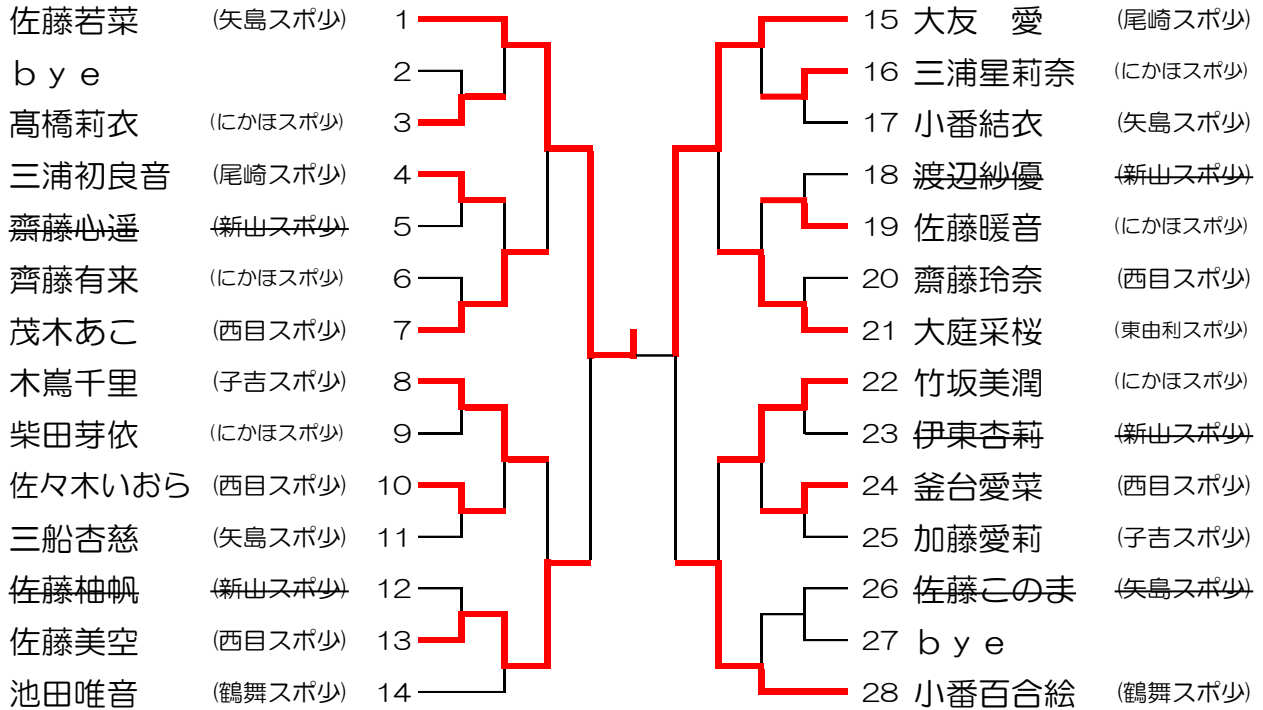 佐藤若菜 (矢島スポ少) 1
ｂｙｅ 2
髙橋莉衣 (にかほスポ少) 3
三浦初良音 (尾崎スポ少) 4
齋藤心遥 (新山スポ少) 5
齊藤有来 (にかほスポ少) 6
茂木あこ (西目スポ少) 7
木嶌千里 (子吉スポ少) 8
柴田芽依 (にかほスポ少) 9
佐々木いおら (西目スポ少) 10
三船杏慈 (矢島スポ少) 11
佐藤柚帆 (新山スポ少) 12
佐藤美空 (西目スポ少) 13
池田唯音 (鶴舞スポ少) 14
15 大友　愛 (尾崎スポ少)
16 三浦星莉奈 (にかほスポ少)
17 小番結衣 (矢島スポ少)
18 渡辺紗優 (新山スポ少)
19 佐藤暖音 (にかほスポ少)
20 齋藤玲奈 (西目スポ少)
21 大庭采桜 (東由利スポ少)
22 竹坂美潤 (にかほスポ少)
23 伊東杏莉 (新山スポ少)
24 釜台愛菜 (西目スポ少)
25 加藤愛莉 (子吉スポ少)
26 佐藤このま (矢島スポ少)
27 ｂｙｅ
28 小番百合絵 (鶴舞スポ少)